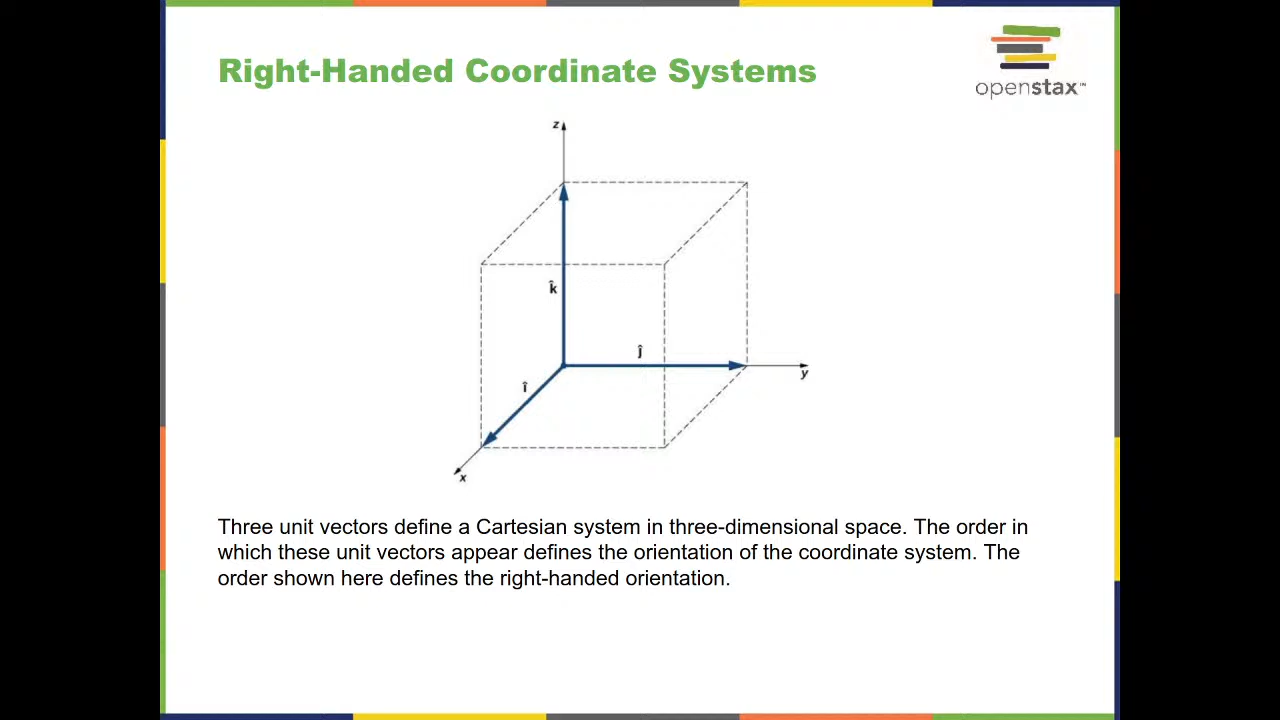 Right-Handed Coordinate Systems
openstax™
z
k̂
ĵ
î
y
x
Three unit vectors define a Cartesian system in three-dimensional space. The order in
which these unit vectors appear defines the orientation of the coordinate system. The
order shown here defines the right-handed orientation.